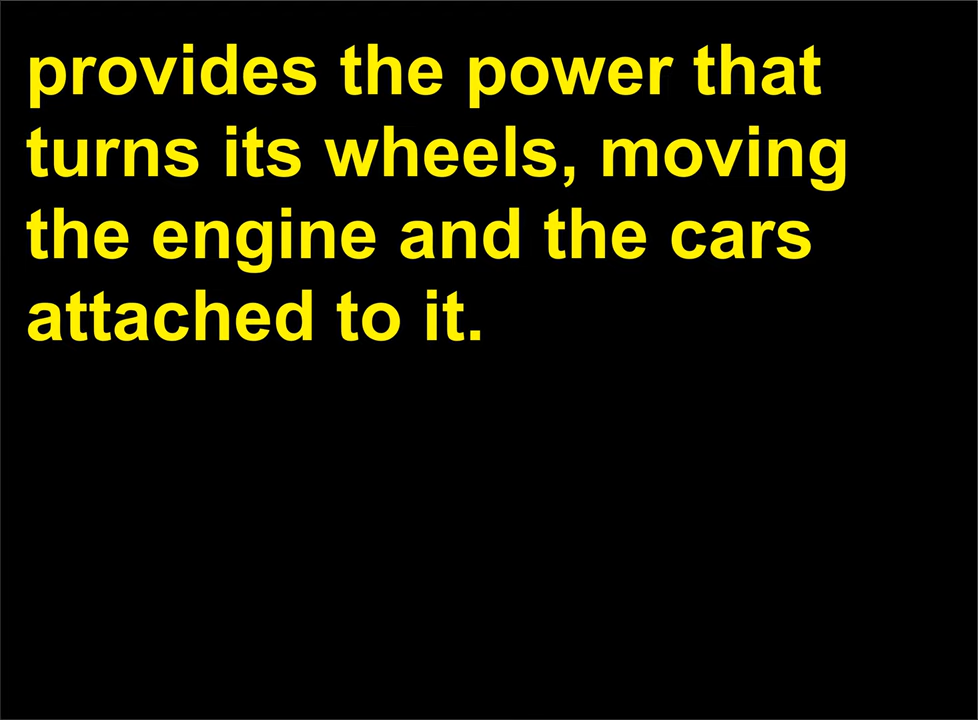 provides the power that
turns its wheels, moving
the engine and the cars
attached to it.